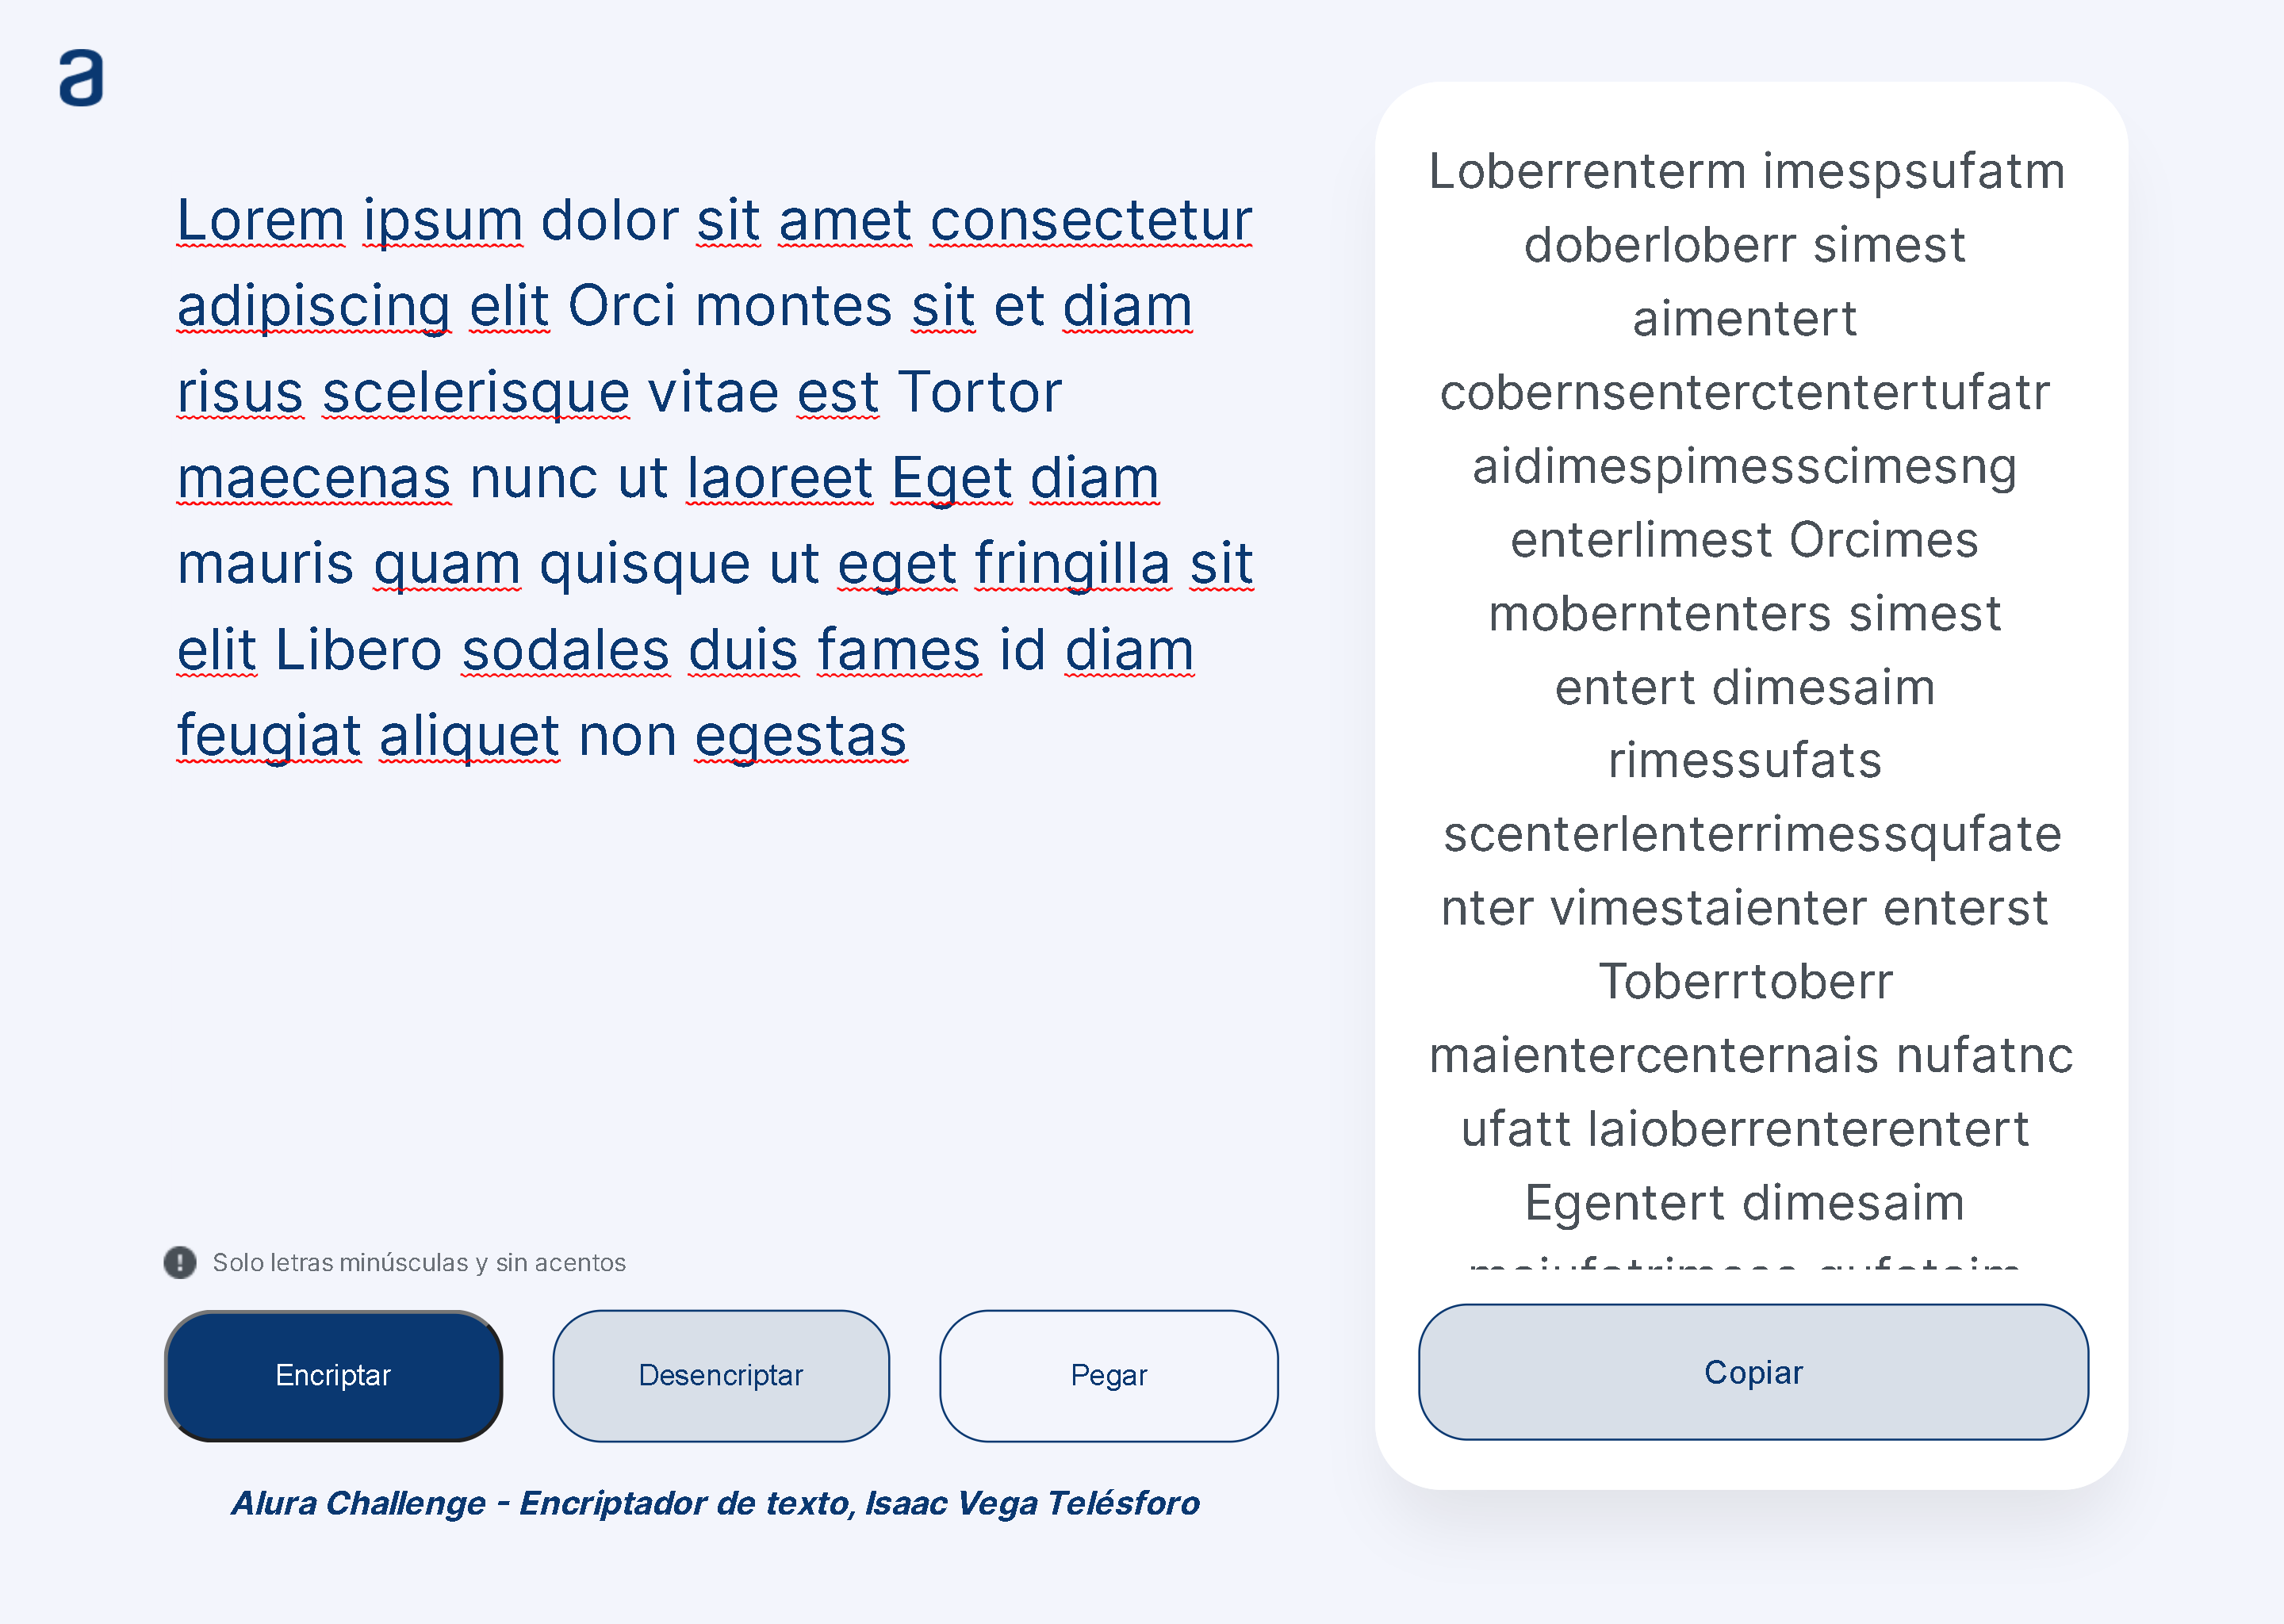 a
Lorem ipsum dolor sit amet consectetur
adipiscing elit Orci montes sit et diam
risus scelerisque vitae est Tortor
maecenas nunc ut laoreet Eget diam
mauris quam quisque ut eget fringilla sit
elit Libero sodales duis fames id diam
feugiat aliquet non egestas
Solo letras minúsculas y sin acentos
Encriptar
Desencriptar
Pegar
Alura Challenge - Encriptador de texto, Isaac Vega Telésforo
Loberrenterm imespsufatm
doberloberr simest
aimentert
cobernsenterctentertufatr
aidimespimesscimesng
enterlimest Orcimes
moberntenters simest
entert dimesaim
rimessufats
scenterlenterrimessqufate
nter vimestaienter enterst
Toberrtoberr
maientercenternais nufatnc
ufatt laioberrenterentert
Egentert dimesaim
Copiar